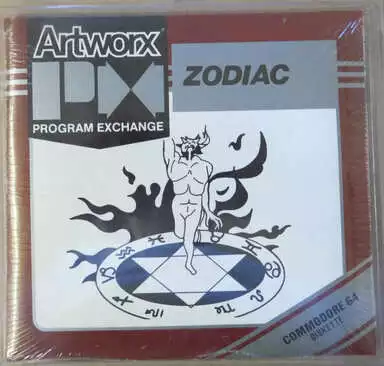 Artworx
PX
PROGRAM EXCHANGE
ZODIAC
COMMODORE 64
DISKETTE